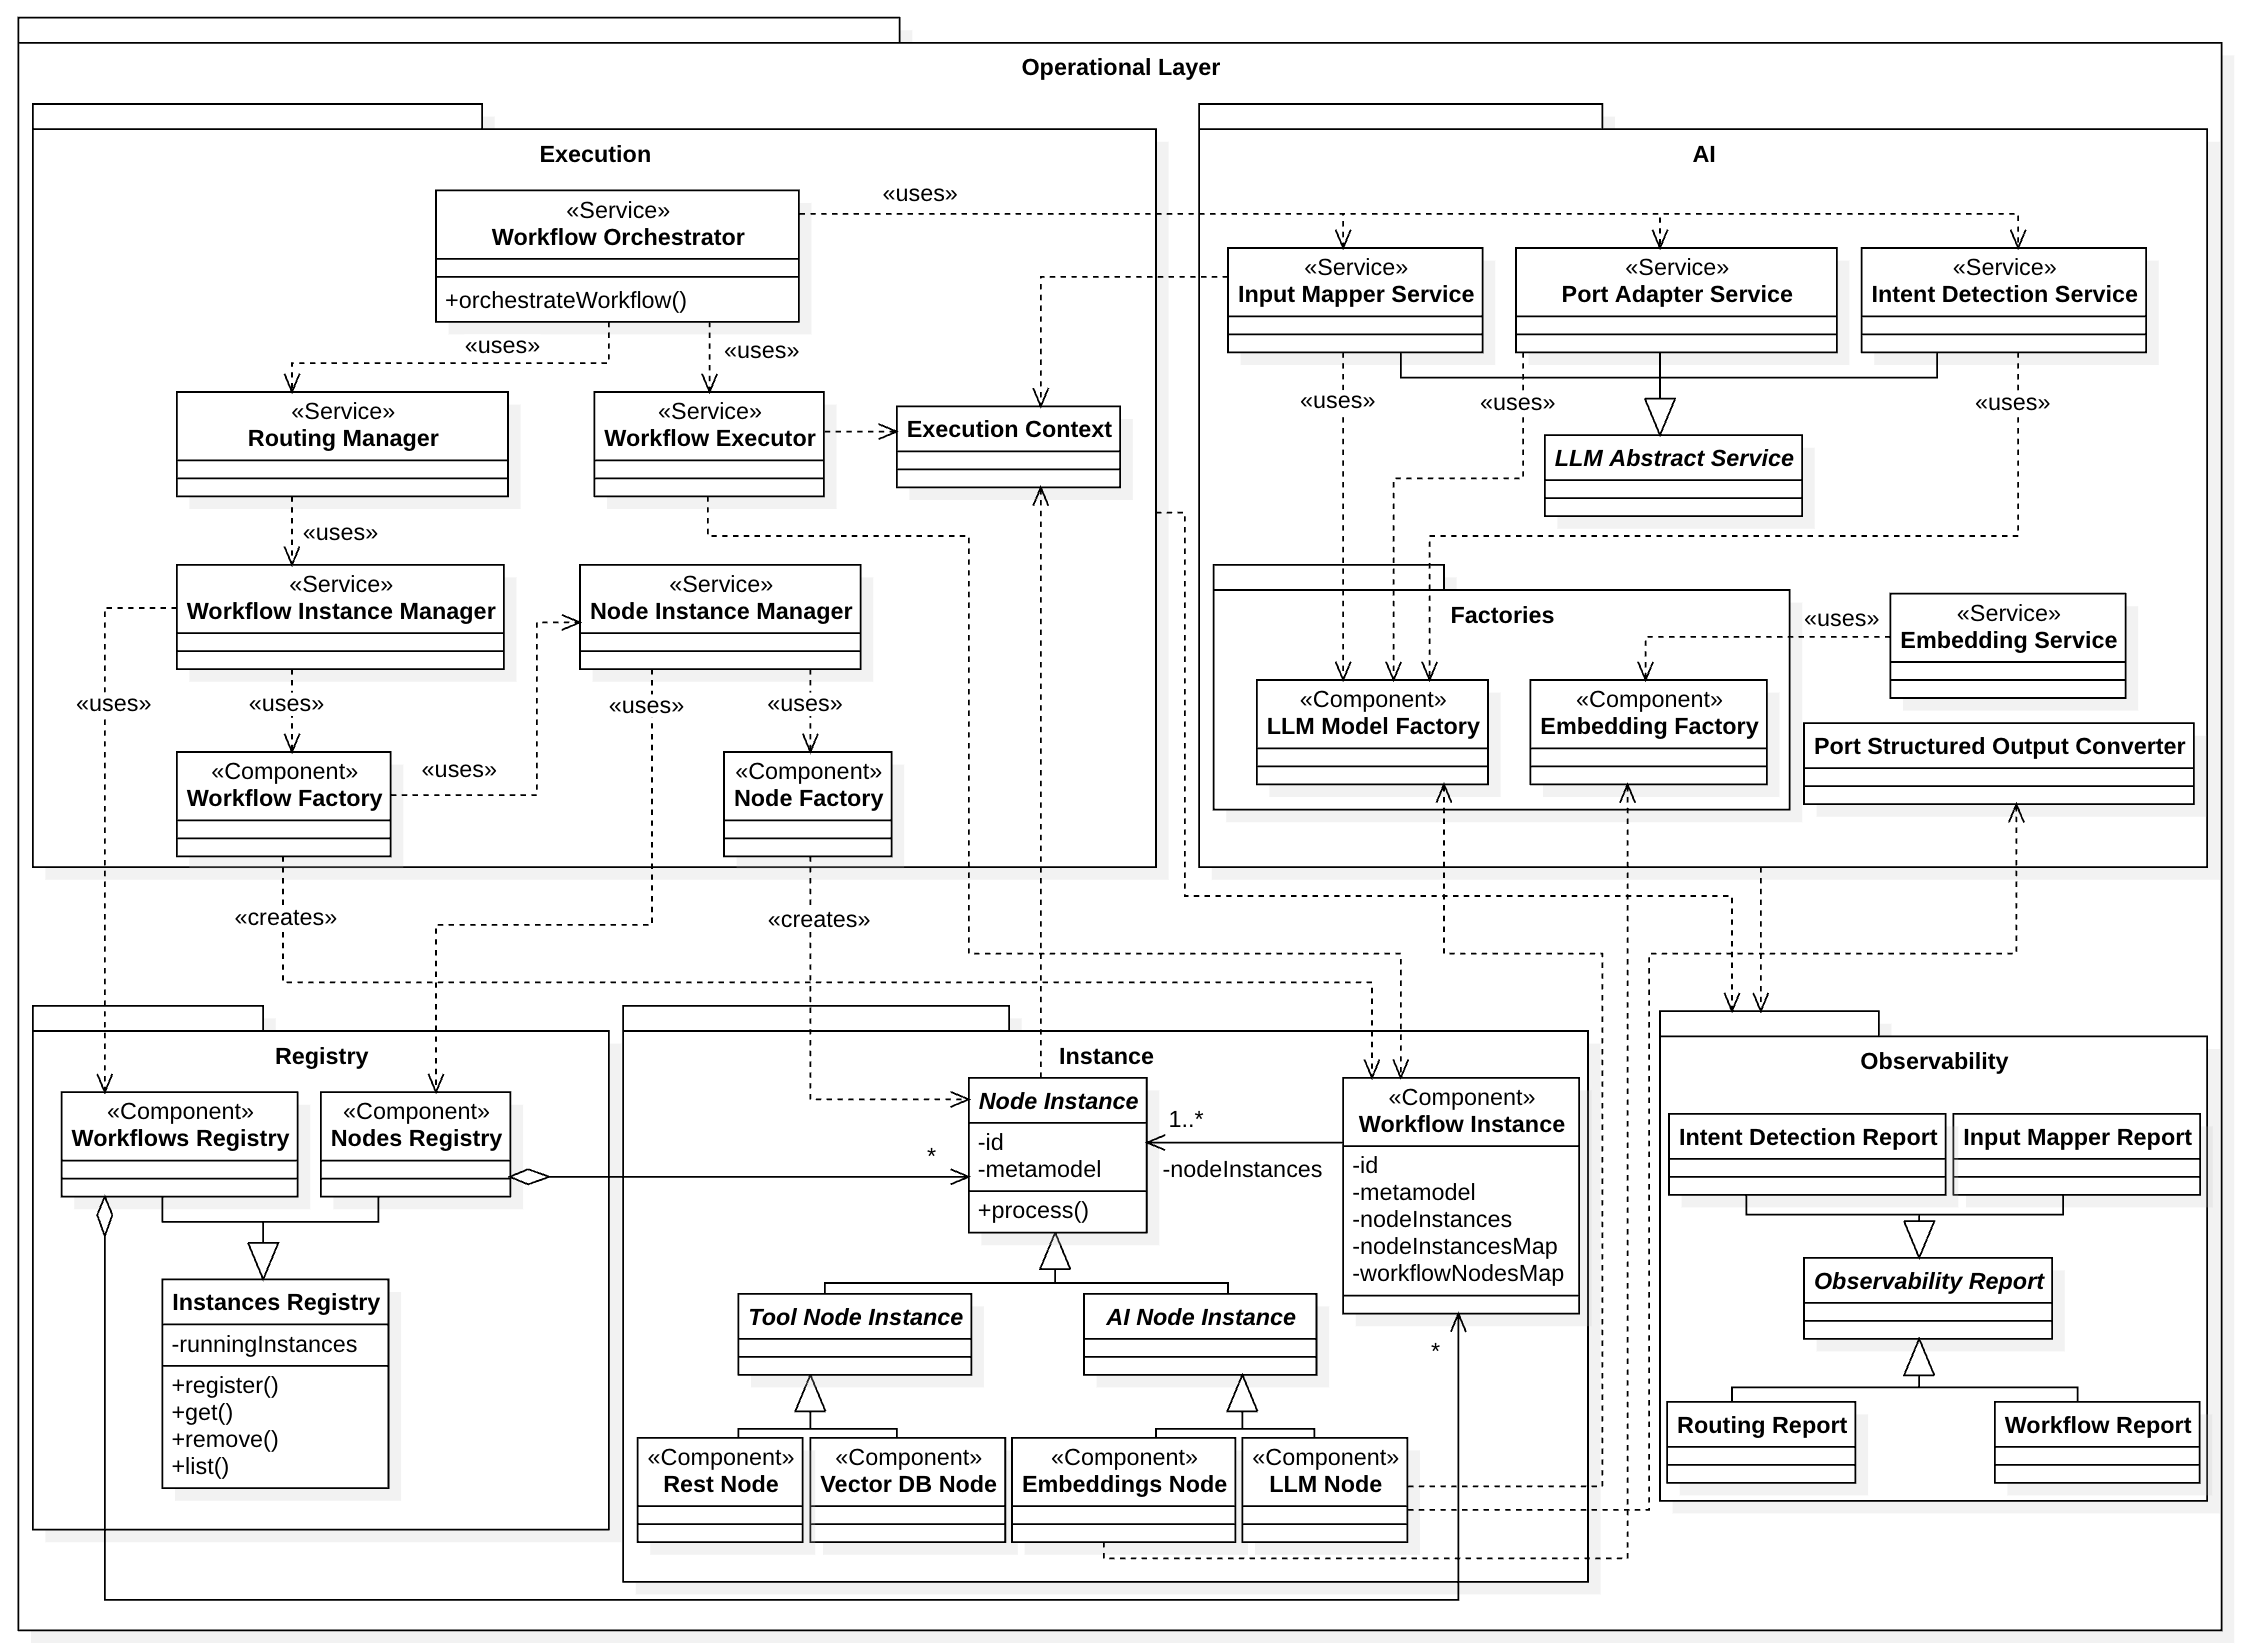 Operational Layer
Execution
«Service»
Workflow Orchestrator
+orchestrateWorkflow()
«uses»
«uses»
«uses»
«Service»
Routing Manager
«Service»
Workflow Executor
Execution Context
«uses»
«Service»
Workflow Instance Manager
«Service»
Node Instance Manager
«uses»
«uses»
«uses»
«uses»
«Component»
Workflow Factory
«uses»
«Component»
Node Factory
«creates»
«creates»
AI
«Service»
Input Mapper Service
«Service»
Port Adapter Service
«Service»
Intent Detection Service
«uses»
«uses»
«uses»
LLM Abstract Service
Factories
«Component»
LLM Model Factory
«Component»
Embedding Factory
«uses»
«Service»
Embedding Service
Port Structured Output Converter
Registry
«Component»
Workflows Registry
«Component»
Nodes Registry
Instances Registry
-runningInstances
+register()
+get()
+remove()
+list()
Instance
*
Node Instance
-id
-metamodel
+process()
1..*
-nodeInstances
«Component»
Workflow Instance
-id
-metamodel
-nodeInstances
-nodeInstancesMap
-workflowNodesMap
*
Tool Node Instance
AI Node Instance
«Component»
Rest Node
«Component»
Vector DB Node
«Component»
Embeddings Node
«Component»
LLM Node
Observability
Intent Detection Report
Input Mapper Report
Observability Report
Routing Report
Workflow Report